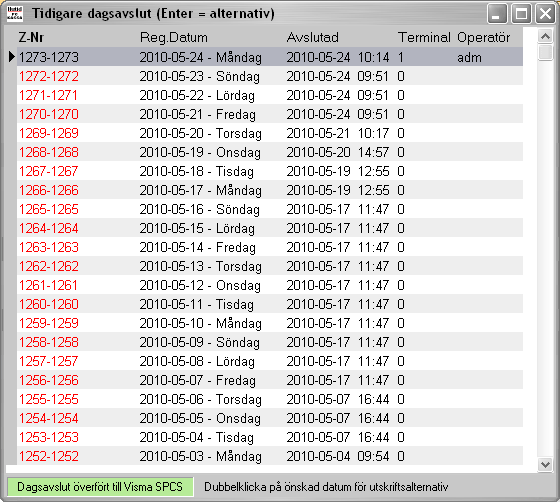 Tidigare dagsavslut (Enter = alternativ)
Z-Nr Reg.Datum Avslutad Terminal Operatör
1273-1273 2010-05-24 - Måndag 2010-05-24 10:14 1 adm
1272-1272 2010-05-23 - Söndag 2010-05-24 09:51 0
1271-1271 2010-05-22 - Lördag 2010-05-24 09:51 0
1270-1270 2010-05-21 - Fredag 2010-05-24 09:51 0
1269-1269 2010-05-20 - Torsdag 2010-05-21 10:17 0
1268-1268 2010-05-19 - Onsdag 2010-05-20 14:57 0
1267-1267 2010-05-18 - Tisdag 2010-05-19 12:55 0
1266-1266 2010-05-17 - Måndag 2010-05-19 12:55 0
1265-1265 2010-05-16 - Söndag 2010-05-17 11:47 0
1264-1264 2010-05-15 - Lördag 2010-05-17 11:47 0
1263-1263 2010-05-14 - Fredag 2010-05-17 11:47 0
1262-1262 2010-05-13 - Torsdag 2010-05-17 11:47 0
1261-1261 2010-05-12 - Onsdag 2010-05-17 11:47 0
1260-1260 2010-05-11 - Tisdag 2010-05-17 11:47 0
1259-1259 2010-05-10 - Måndag 2010-05-17 11:47 0
1258-1258 2010-05-09 - Söndag 2010-05-17 11:47 0
1257-1257 2010-05-08 - Lördag 2010-05-17 11:47 0
1256-1256 2010-05-07 - Fredag 2010-05-17 11:47 0
1255-1255 2010-05-06 - Torsdag 2010-05-07 16:44 0
1254-1254 2010-05-05 - Onsdag 2010-05-07 16:44 0
1253-1253 2010-05-04 - Tisdag 2010-05-07 16:44 0
1252-1252 2010-05-03 - Måndag 2010-05-04 09:54 0
Dagsavslut överfört till Visma SPCS Dubbelklicka på önskad datum för utskriftsalternativ